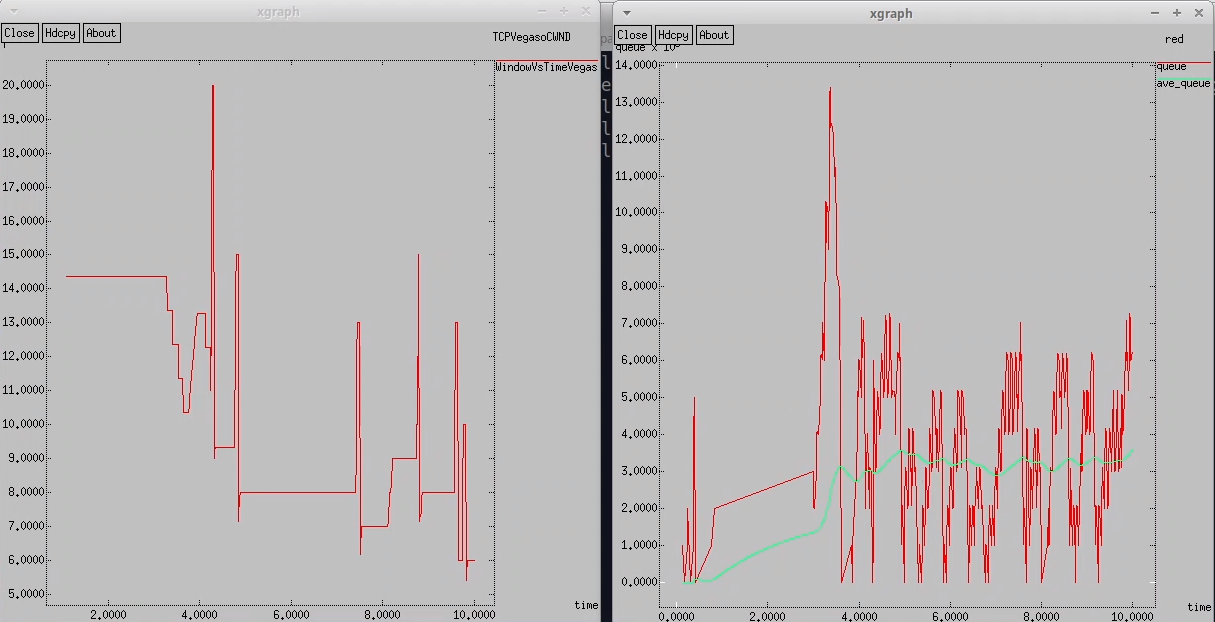 xgraph
Close Hdcpy About
TCPVegasoCWND
WindowVsTimeVegas
20.0000
19.0000
18.0000
17.0000
16.0000
15.0000
14.0000
13.0000
12.0000
11.0000
10.0000
9.0000
8.0000
7.0000
6.0000
5.0000
time
2.0000 4.0000 6.0000 8.0000 10.0000
xgraph
Close Hdcpy About
red
queue x 10
queue
ave_queue
14.0000
13.0000
12.0000
11.0000
10.0000
9.0000
8.0000
7.0000
6.0000
5.0000
4.0000
3.0000
2.0000
1.0000
0.0000
time
0.0000 2.0000 4.0000 6.0000 8.0000 10.0000